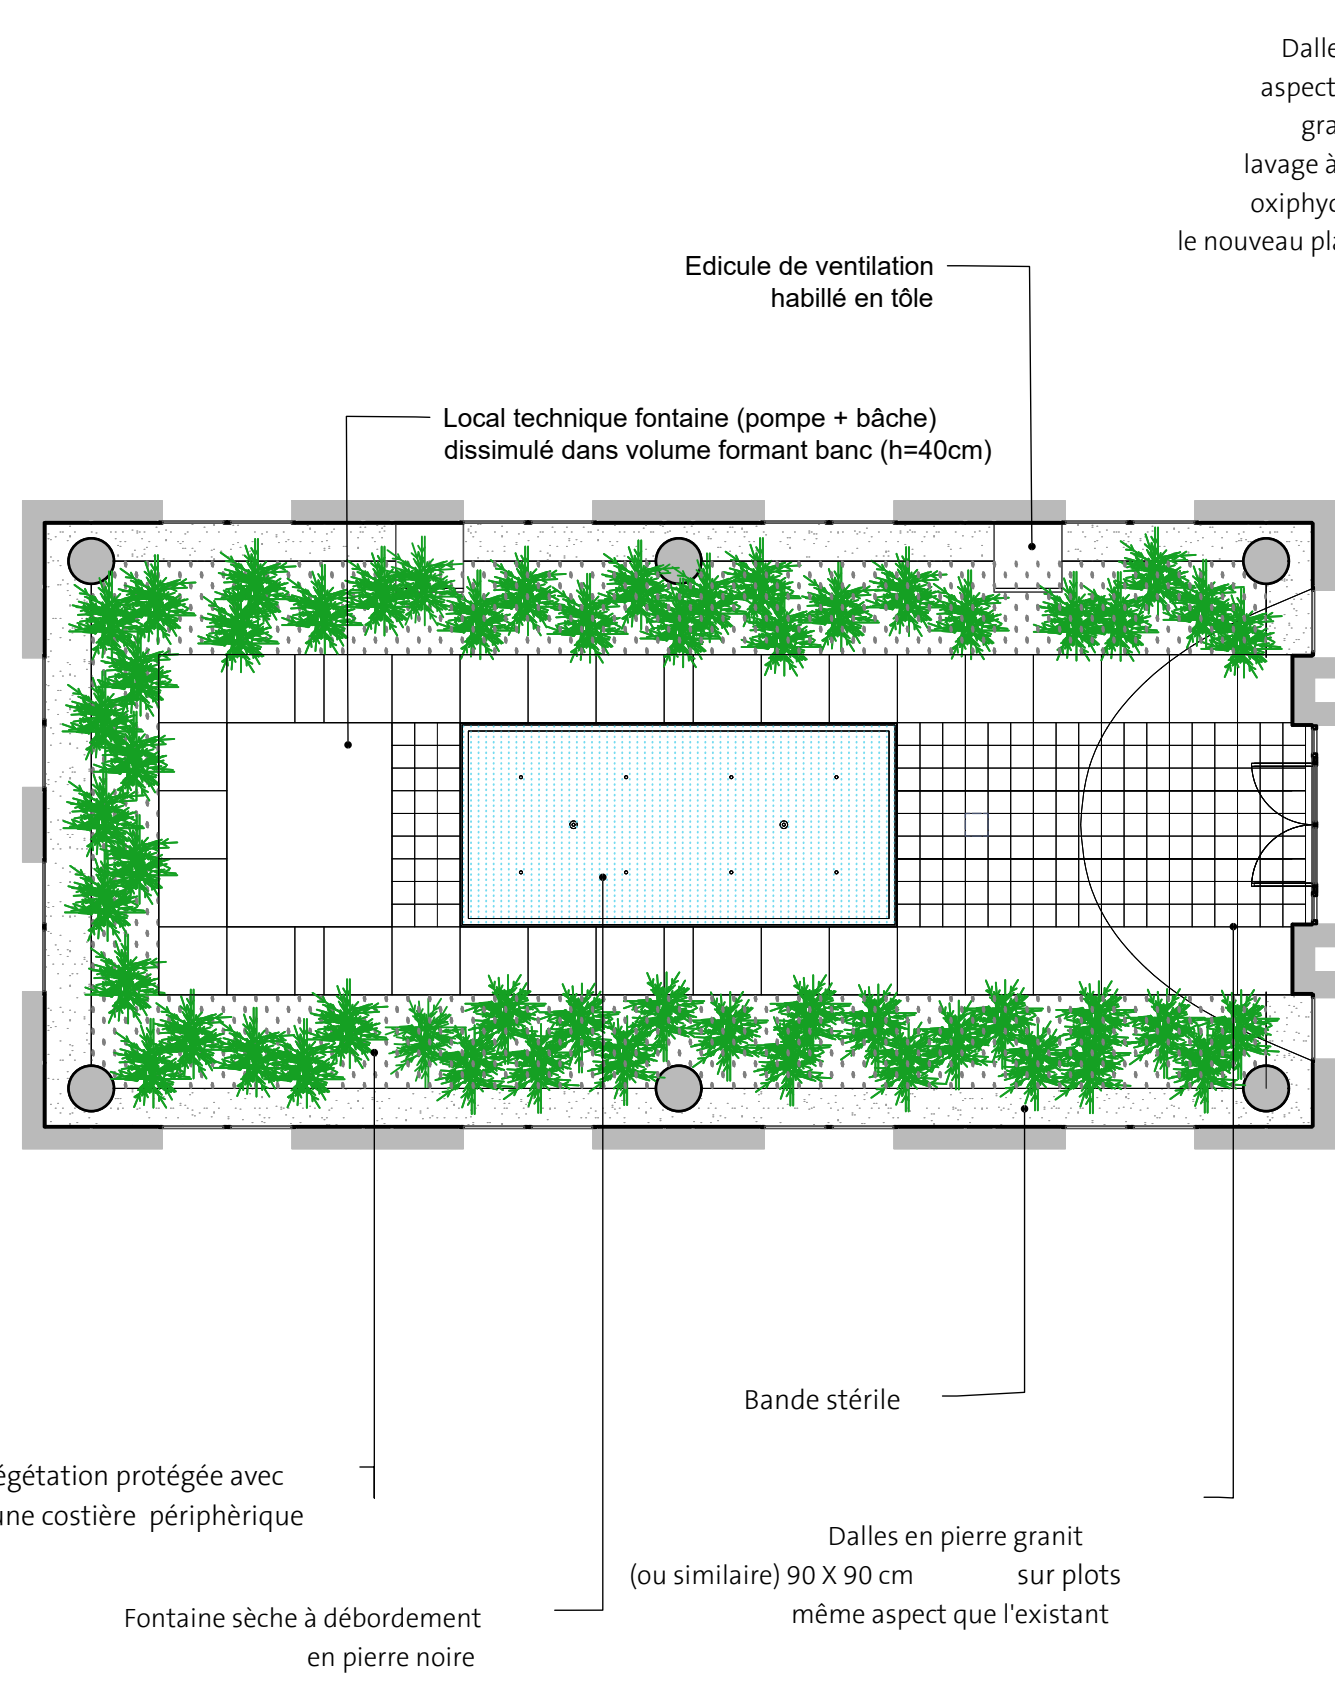 Dalle
aspect
gra
lavage à
oxiphyd
le nouveau pla
Edicule de ventilation
habillé en tôle
Local technique fontaine (pompe + bâche)
dissimulé dans volume formant banc (h=40cm)
Bande stérile
égétation protégée avec
une costière périphèrique
Dalles en pierre granit
(ou similaire) 90 X 90 cm sur plots
même aspect que l'existant
Fontaine sèche à débordement
en pierre noire